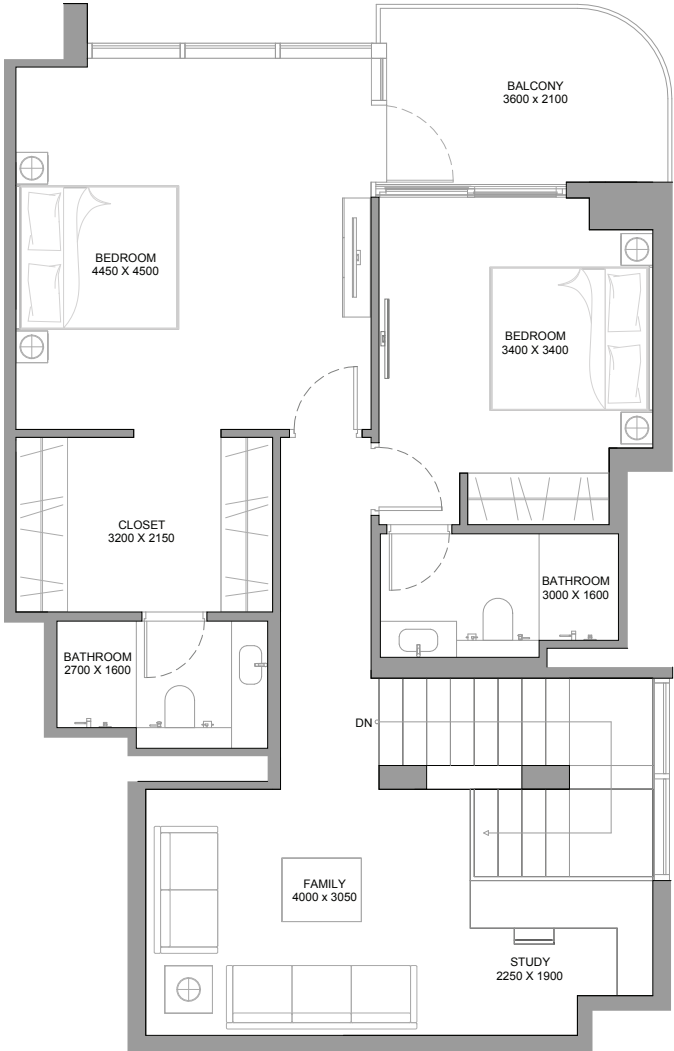 BALCONY
3600 x 2100
BEDROOM
4450 X 4500
BEDROOM
3400 X 3400
CLOSET
3200 X 2150
BATHROOM
3000 X 1600
BATHROOM
2700 X 1600
DN
FAMILY
4000 x 3050
STUDY
2250 X 1900